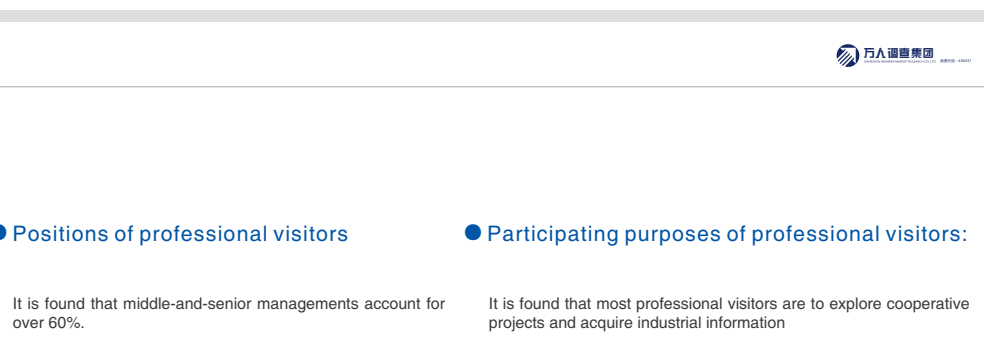 万人调查集团
Positions of professional visitors
It is found that middle-and-senior managements account for
over 60%.
Participating purposes of professional visitors:
It is found that most professional visitors are to explore cooperative
projects and acquire industrial information